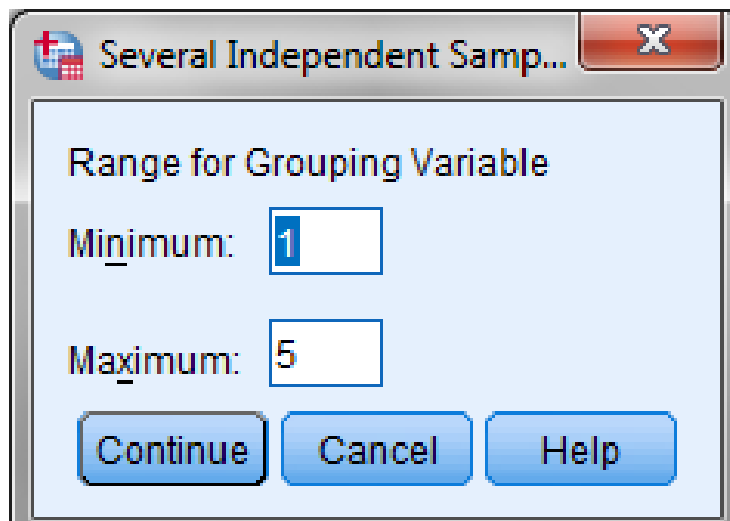 Several Independent Samp...
Range for Grouping Variable
Minimum: 1
Maximum: 5
Continue Cancel Help